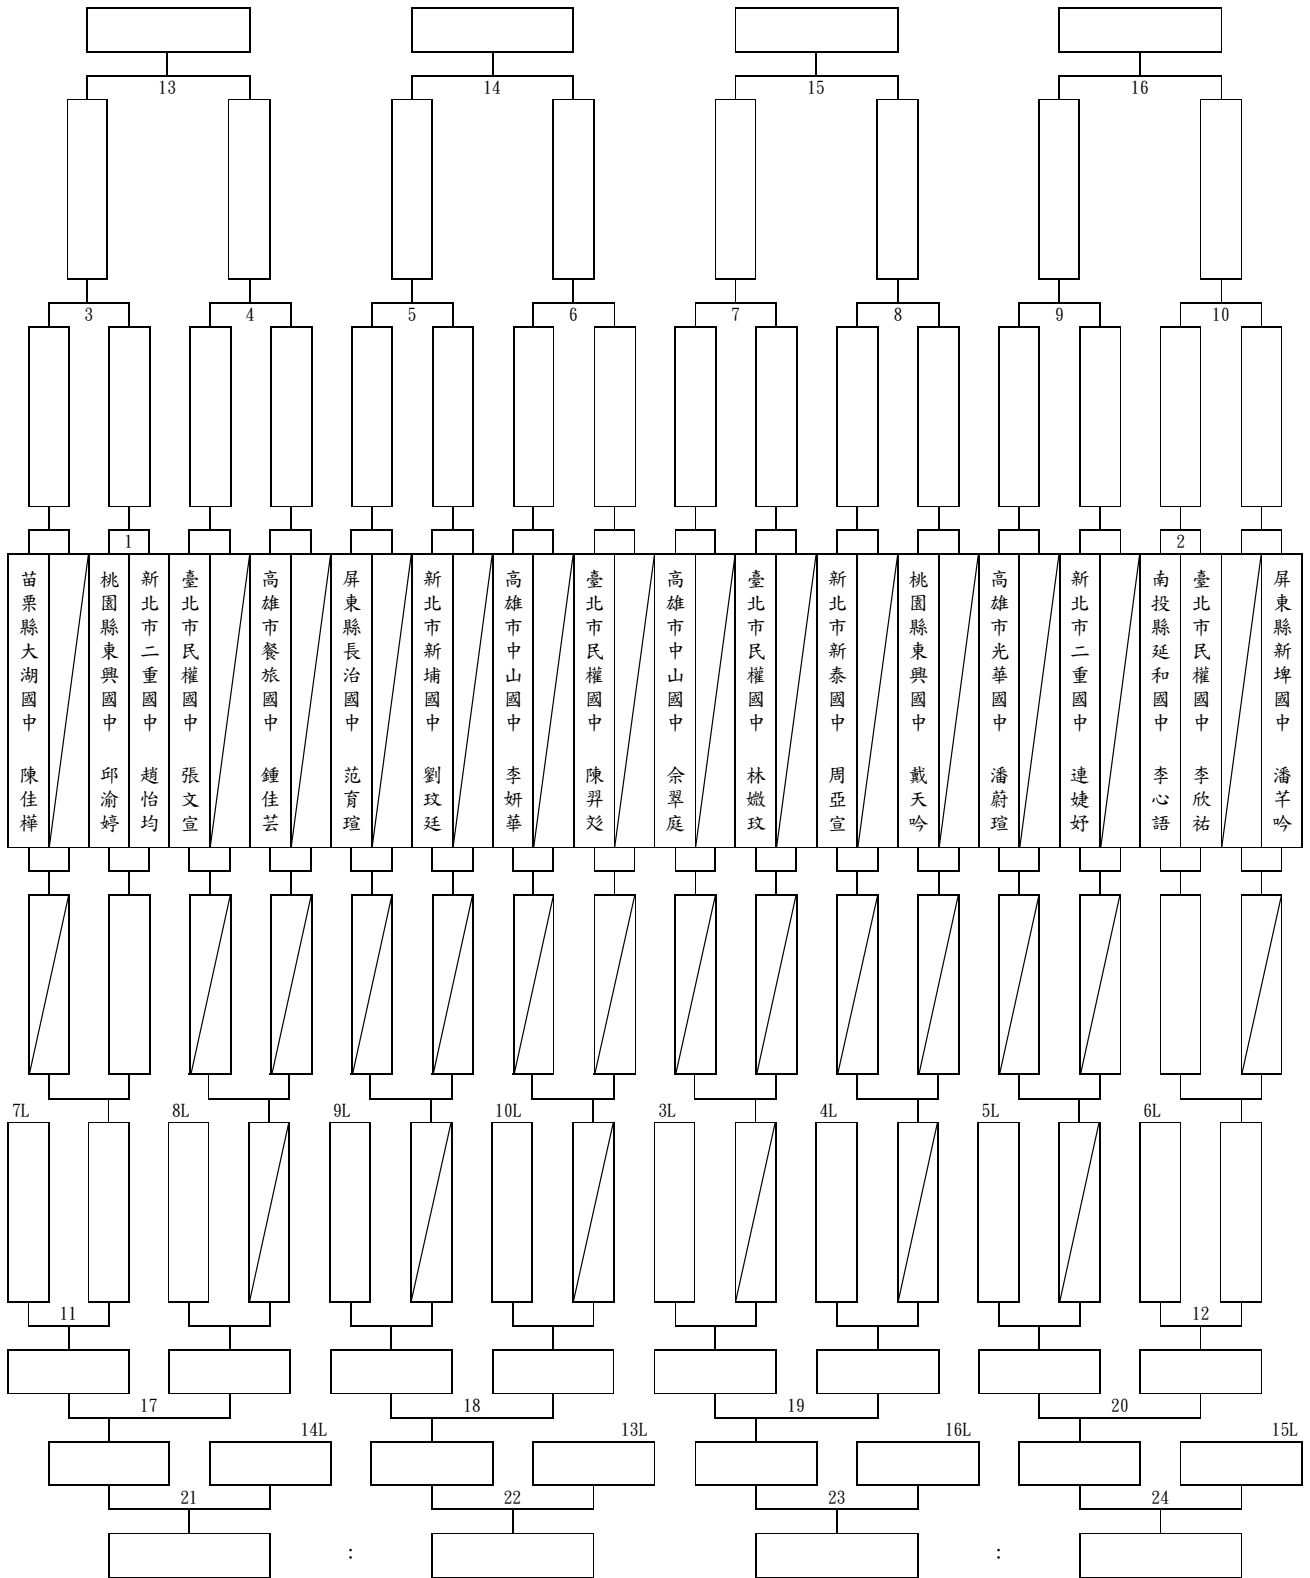 13 14 15 16
3 4 5 6 7 8 9 10
1 2
苗栗縣大湖國中 陳佳樺
桃園縣東興國中 邱渝婷
新北市二重國中 趙怡均
臺北市民權國中 張文宣
高雄市餐旅國中 鍾佳芸
屏東縣長治國中 范育瑄
新北市新埔國中 劉玟廷
高雄市中山國中 李妍華
臺北市民權國中 陳羿彣
高雄市中山國中 佘翠庭
臺北市民權國中 林媺玟
新北市新泰國中 周亞宣
桃園縣東興國中 戴天吟
高雄市光華國中 潘蔚瑄
新北市二重國中 連婕妤
南投縣延和國中 李心語
臺北市民權國中 李欣祐
屏東縣新埤國中 潘芊吟
7L 8L 9L 10L 3L 4L 5L 6L
11 12
17 18 19 20
14L 13L 16L 15L
21 22 23 24
: :